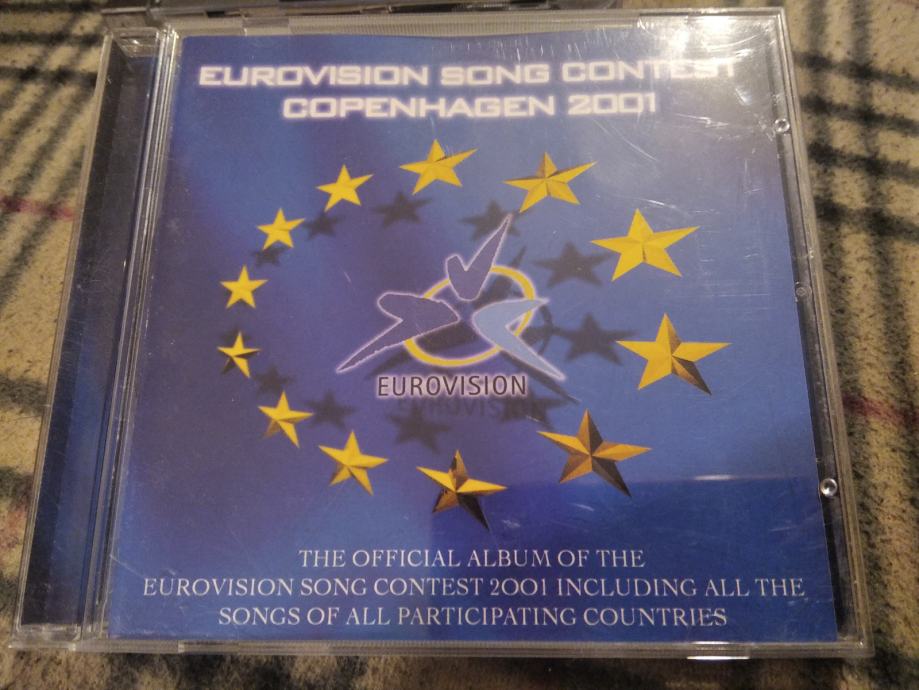 EUROVISION SONG CONTEST
COPENHAGEN 2001
EUROVISION
EUROVISION
THE OFFICIAL ALBUM OF THE
EUROVISION SONG CONTEST 2001 INCLUDING ALL THE
SONGS OF ALL PARTICIPATING COUNTRIES